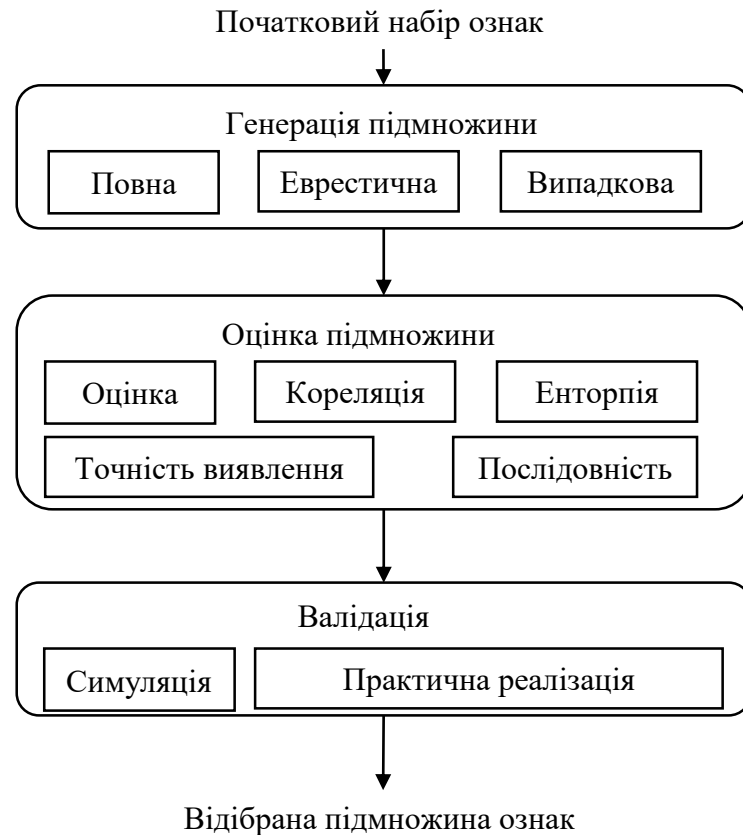 Початковий набір ознак
Генерація підмножини
Повна
Еврестична
Випадкова
Оцінка підмножини
Оцінка
Кореляція
Енторпія
Точність виявлення
Послідовність
Валідація
Симуляція
Практична реалізація
Відібрана підмножина ознак